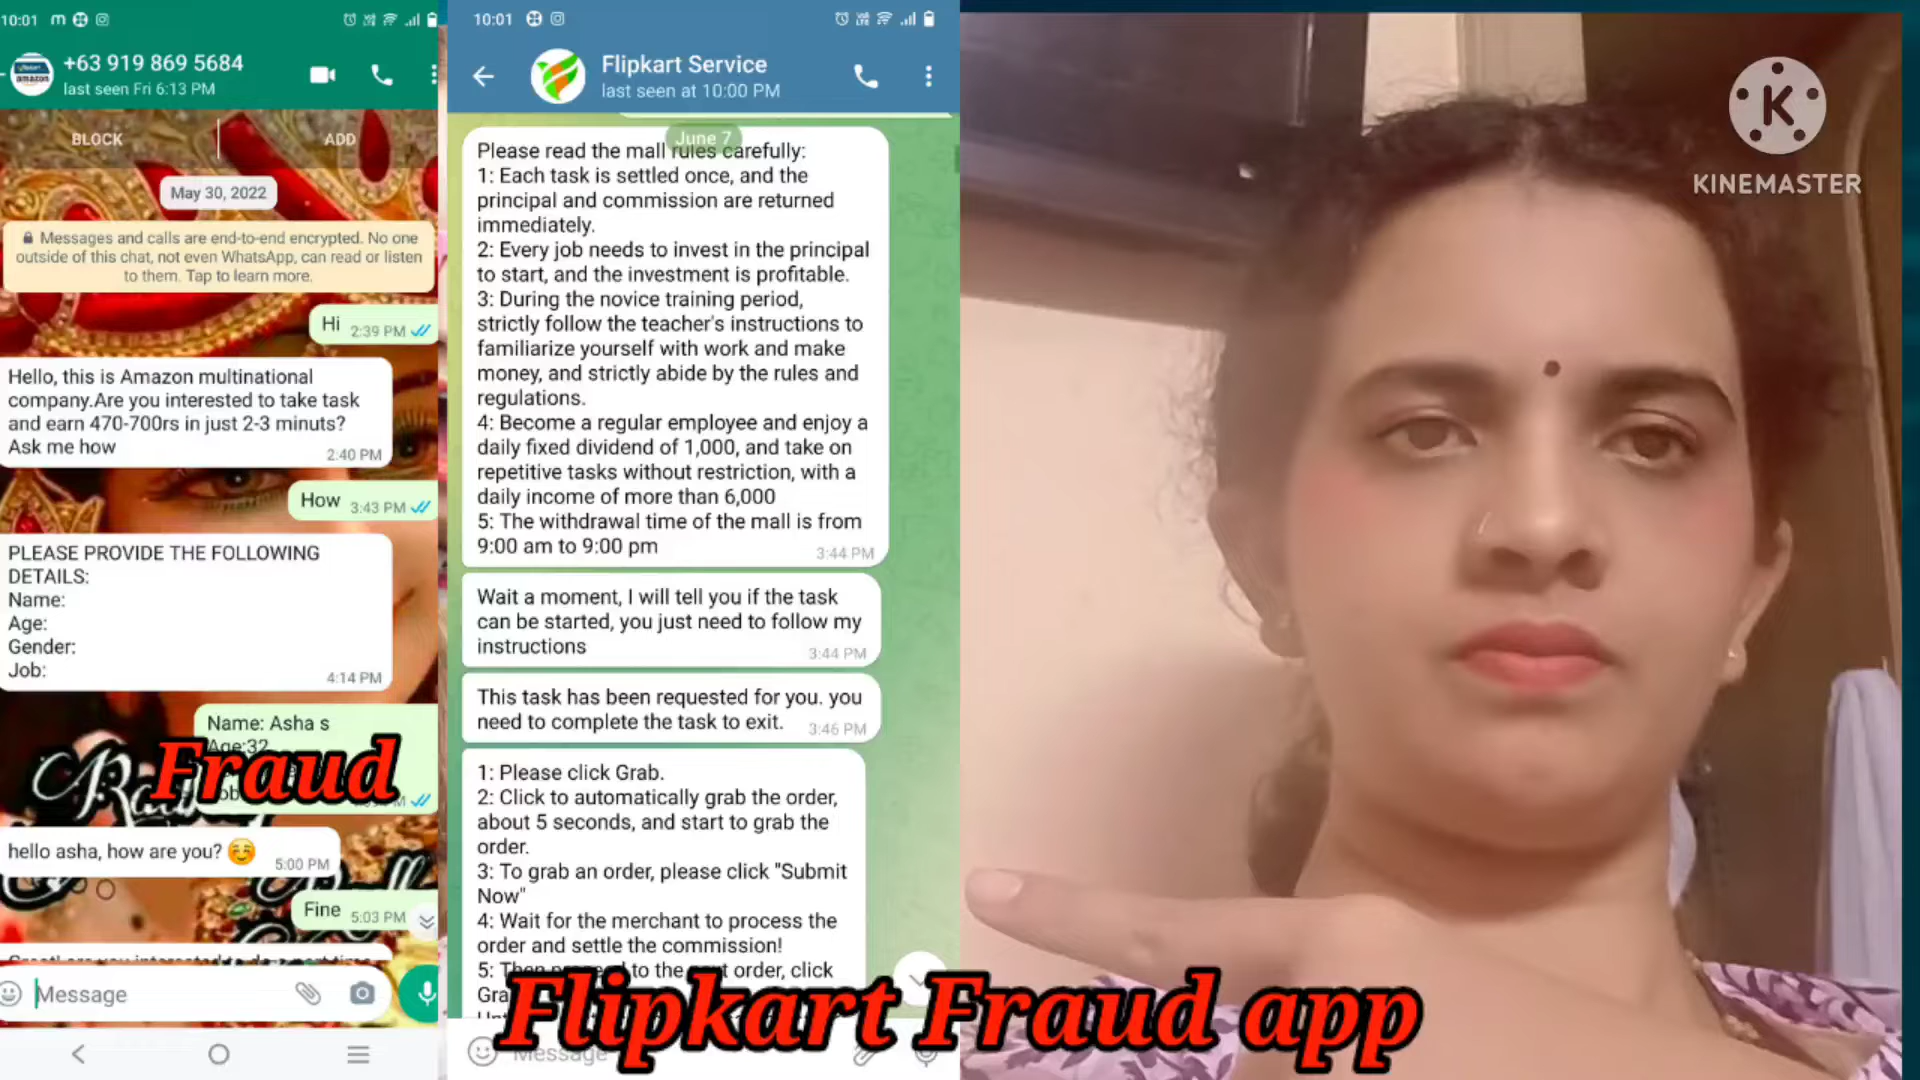 10:01
+63 919 869 5684
last seen Fri 6:13 PM
BLOCK
ADD
May 30, 2022
Messages and calls are end-to-end encrypted. No one
outside of this chat, not even WhatsApp, can read or listen
to them. Tap to learn more.
Hi 2:39 PM
Hello, this is Amazon multinational
company.Are you interested to take task
and earn 470-700rs in just 2-3 minuts?
Ask me how
2:40 PM
How 3:43 PM
PLEASE PROVIDE THE FOLLOWING
DETAILS:
Name:
Age:
Gender:
Job:
4:14 PM
Name: Asha s
Age:32
Fraud
hello asha, how are you? ☺️
5:00 PM
Fine 5:03 PM
Message
10:01
Flipkart Service
last seen at 10:00 PM
June 7
Please read the mall rules carefully:
1: Each task is settled once, and the
principal and commission are returned
immediately.
2: Every job needs to invest in the principal
to start, and the investment is profitable.
3: During the novice training period,
strictly follow the teacher's instructions to
familiarize yourself with work and make
money, and strictly abide by the rules and
regulations.
4: Become a regular employee and enjoy a
daily fixed dividend of 1,000, and take on
repetitive tasks without restriction, with a
daily income of more than 6,000
5: The withdrawal time of the mall is from
9:00 am to 9:00 pm
3:44 PM
Wait a moment, I will tell you if the task
can be started, you just need to follow my
instructions
3:44 PM
This task has been requested for you. you
need to complete the task to exit.
3:46 PM
1: Please click Grab.
2: Click to automatically grab the order,
about 5 seconds, and start to grab the
order.
3: To grab an order, please click "Submit
Now"
4: Wait for the merchant to process the
order and settle the commission!
5: Then proceed to the next order, click
Message
Flipkart Fraud app
KINEMASTER